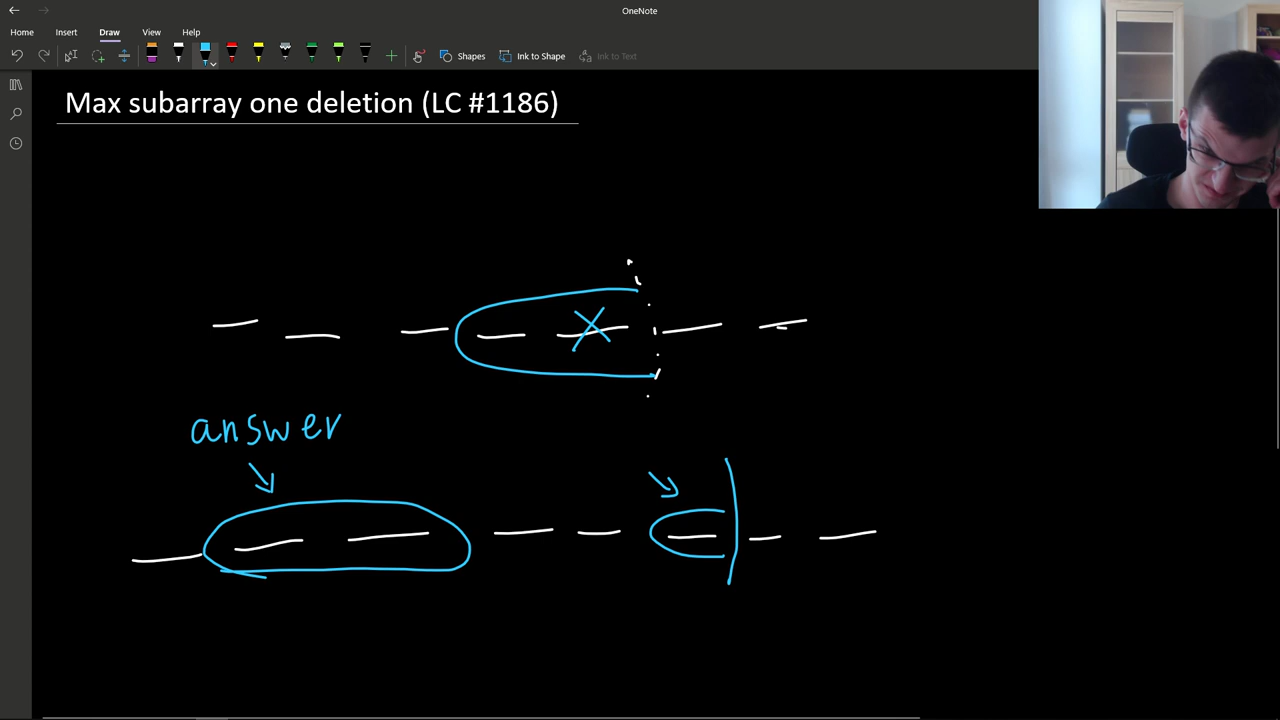 OneNote
Home Insert Draw View Help
Shapes Ink to Shape Ink to Text
Max subarray one deletion (LC #1186)
answer